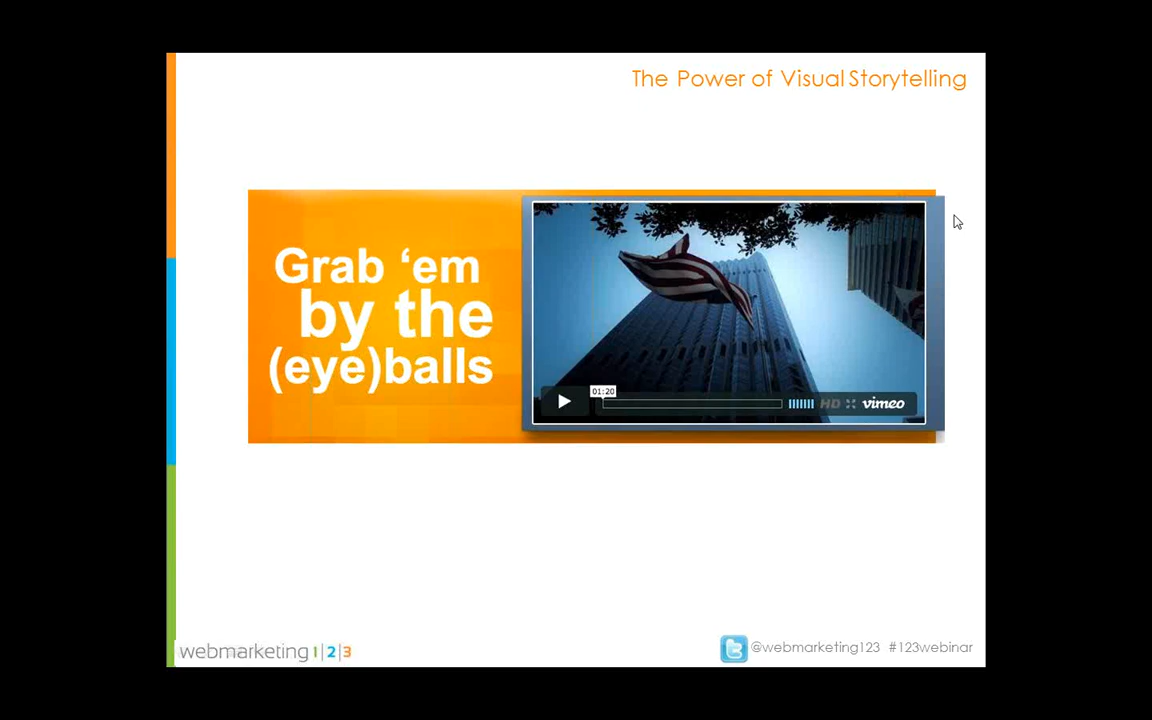 The Power of Visual Storytelling
Grab ‘em
by the
(eye)balls
01:20
HD vimeo
webmarketing 1|2|3
@webmarketing123 #123webinar